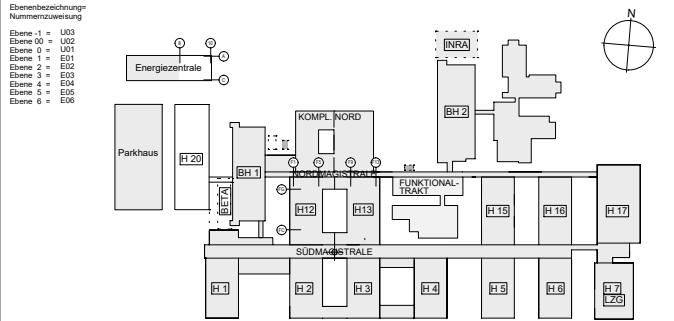 Ebenenbezeichnung=
Nummernzuweisung
Ebene -1 = U03
Ebene 00 = U02
Ebene 0 = U01
Ebene 1 = E01
Ebene 2 = E02
Ebene 3 = E03
Ebene 4 = E04
Ebene 5 = E05
Ebene 6 = E06
N
8 10
A
Energiezentrale
C
INRA
BH 2
KOMPL. NORD
Parkhaus
H 20
BH 1
NORDMAGISTRALE
FUNKTIONAL-
TRAKT
BETA
H12
H13
H 15
H 16
H 17
SÜDMAGISTRALE
H 1
H 2
H 3
H 4
H 5
H 6
H 7
LZG